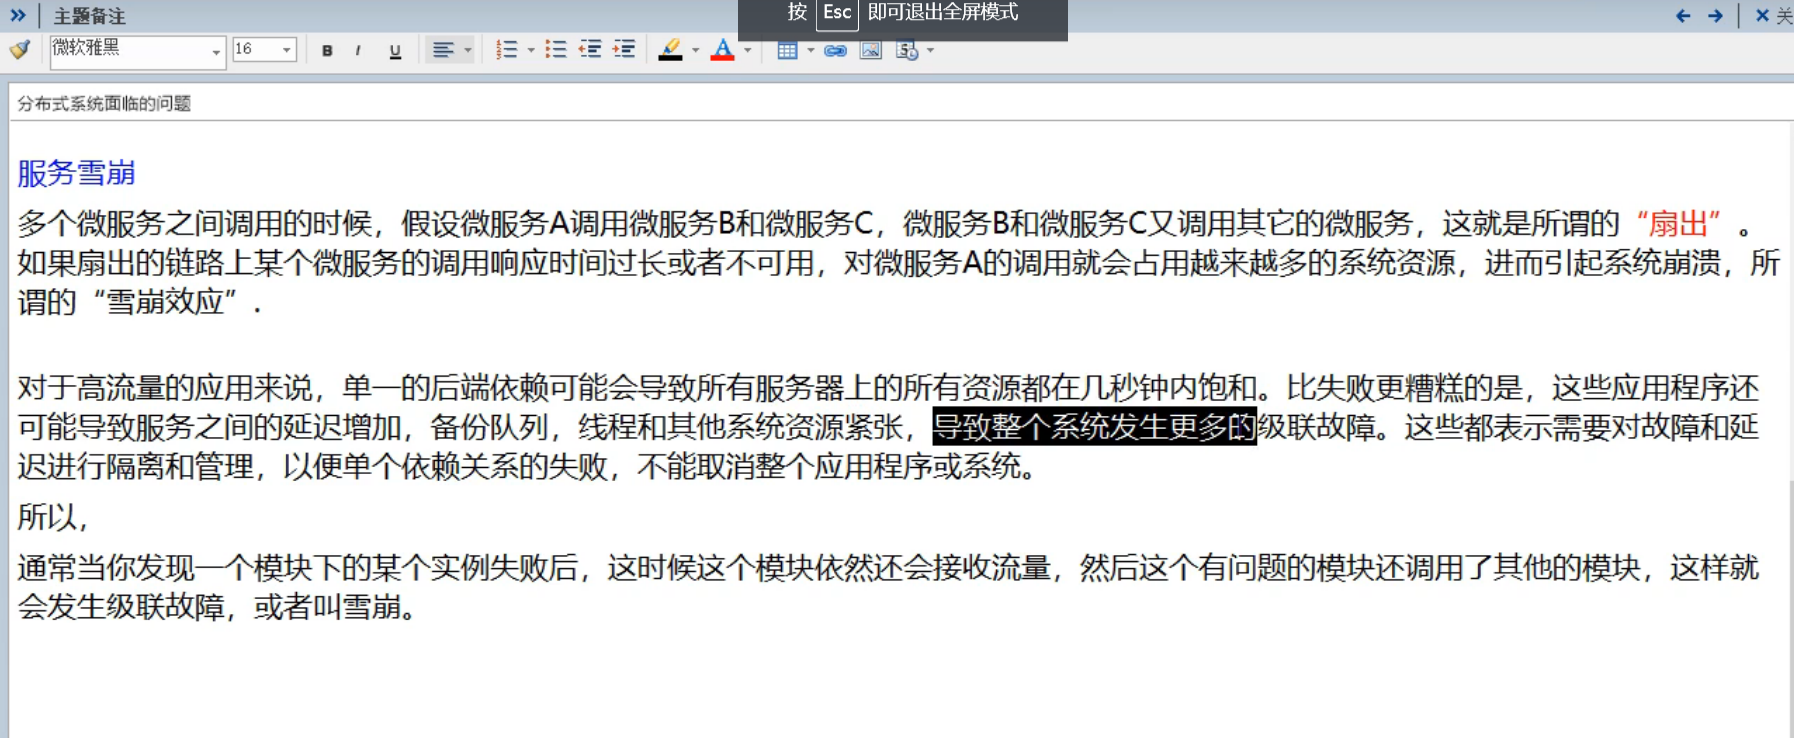 主题备注
按 Esc 即可退出全屏模式
关
微软雅黑
16
B I U
分布式系统面临的问题
服务雪崩
多个微服务之间调用的时候，假设微服务A调用微服务B和微服务C，微服务B和微服务C又调用其它的微服务，这就是所谓的“扇出”。
如果扇出的链路上某个微服务的调用响应时间过长或者不可用，对微服务A的调用就会占用越来越多的系统资源，进而引起系统崩溃，所
谓的“雪崩效应”.
对于高流量的应用来说，单一的后端依赖可能会导致所有服务器上的所有资源都在几秒钟内饱和。比失败更糟糕的是，这些应用程序还
可能导致服务之间的延迟增加，备份队列，线程和其他系统资源紧张，导致整个系统发生更多的级联故障。这些都表示需要对故障和延
迟进行隔离和管理，以便单个依赖关系的失败，不能取消整个应用程序或系统。
所以，
通常当你发现一个模块下的某个实例失败后，这时候这个模块依然还会接收流量，然后这个有问题的模块还调用了其他的模块，这样就
会发生级联故障，或者叫雪崩。